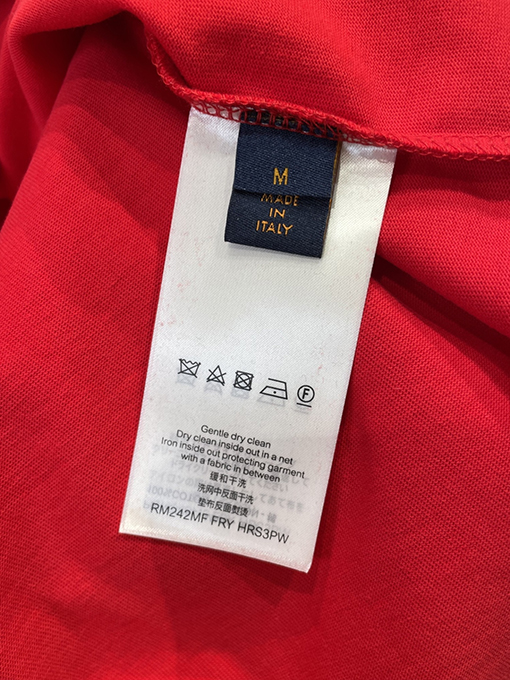 M
MADE
IN
ITALY
F
Gentle dry clean
Dry clean inside out in a net
Iron inside out protecting garment
with a fabric in between
缓和干洗
洗网中反面干洗
垫布反面熨烫
RM242MF FRY HRS3PW